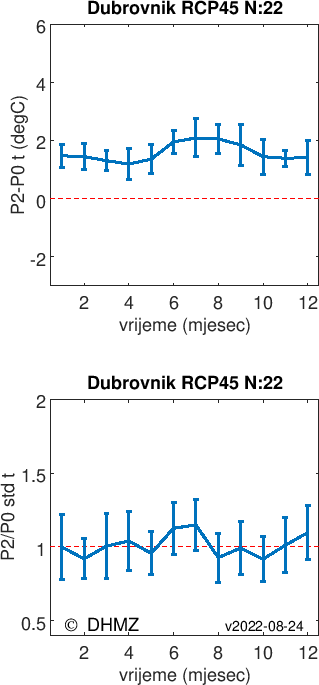 Dubrovnik RCP45 N:22
P2-P0 t (degC)
6
4
2
0
-2
2 4 6 8 10 12
vrijeme (mjesec)
Dubrovnik RCP45 N:22
P2/P0 std t
2
1.5
1
0.5
© DHMZ v2022-08-24
2 4 6 8 10 12
vrijeme (mjesec)